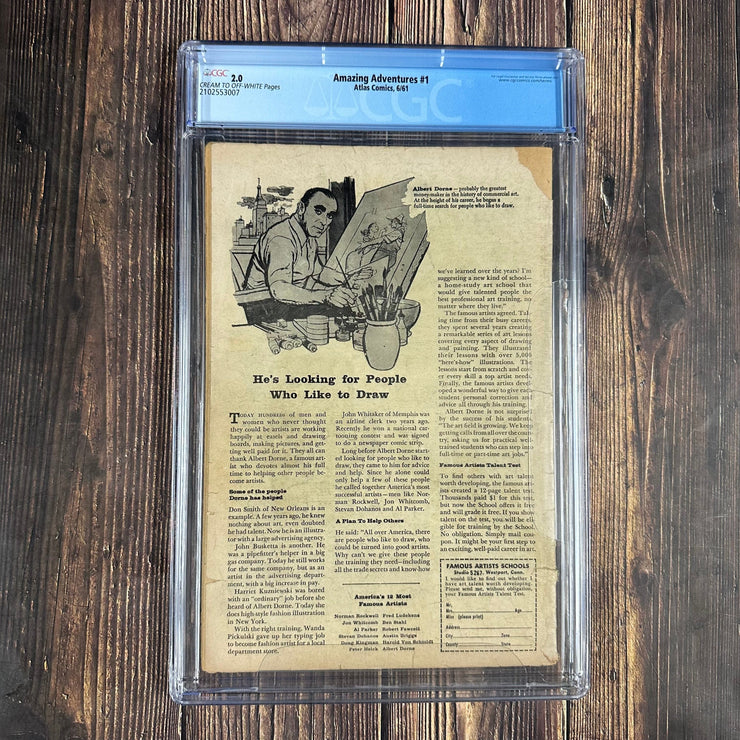 CGC 2.0
CREAM TO OFF-WHITE Pages
2102553007
Amazing Adventures #1
Atlas Comics, 6/61
www.cgccomics.com/terms
CGC
Albert Dorne — probably the greatest
money-maker in the history of commercial art.
At the height of his career, he began a
full-time search for people who like to draw.
He's Looking for People
Who Like to Draw
TODAY HUNDREDS of men and
women who never thought
they could be artists are working
happily at easels and drawing
boards, making pictures, and get-
ting well paid for it. They all can
thank Albert Dorne, a famous art-
ist who devotes almost his full
time to helping other people be-
come artists.
Some of the people
Dorne has helped
Don Smith of New Orleans is an
example. A few years ago, he knew
nothing about art, even doubted
he had talent. Now he is an illustra-
tor with a large advertising agency.
John Busketta is another. He
was a pipefitter's helper in a big
gas company. Today he still works
for the same company, but as an
artist in the advertising depart-
ment, with a big increase in pay.
Harriet Kuzniewski was bored
with an "ordinary" job before she
heard of Albert Dorne. Today she
does high-style fashion illustration
in New York.
With the right training, Wanda
Pickulski gave up her typing job
to become fashion artist for a local
department store.
John Whitaker of Memphis was
an airline clerk two years ago.
Recently he won a national car-
tooning contest and was signed
to do a newspaper comic strip.
Long before Albert Dorne start-
ed looking for people who like to
draw, they came to him for advice
and help. Since he alone could
only help a few of these people
he called together America's most
successful artists—men like Nor-
man Rockwell, Jon Whitcomb,
Stevan Dohanos and Al Parker.
A Plan To Help Others
He said: "All over America, there
are people who like to draw, who
could be turned into good artists.
Why can't we give these people
the training they need—including
all the trade secrets and know-how
America's 12 Most
Famous Artists
Norman Rockwell Fred Ludekens
Jon Whitcomb Ben Stahl
Al Parker Robert Fawcett
Stevan Dohanos Austin Briggs
Dong Kingman Harold Von Schmidt
Peter Helck Albert Dorne
we've learned over the years? I'm
suggesting a new kind of school—
a home-study art school that
would give talented people the
best professional art training, no
matter where they live."
The famous artists agreed. Tak-
ing time from their busy careers,
they spent several years creating
a remarkable series of art lessons
covering every aspect of drawing
and painting. They illustrated
their lessons with over 5,000
"here's-how" illustrations. The
lessons start from scratch and cov-
er every skill a top artist needs.
Finally, the famous artists devel-
oped a wonderful way to give each
student personal correction and
advice all through his training.
Albert Dorne is not surprised
by the success of his students.
"The art field is growing. We keep
getting calls from all over the coun-
try, asking us for practical well-
trained students who can step into
full-time or part-time art jobs."
Famous Artists Talent Test
To find others with art talent
worth developing, the famous art-
ists created a 12-page talent test.
Thousands paid $1 for this test,
but now the School offers it free
and will grade it free. If you show
talent on the test, you will be eli-
gible for training by the School.
No obligation. Simply mail cou-
pon. It might be your first step to
an exciting, well-paid career in art.
FAMOUS ARTISTS SCHOOLS
Studio 5263, Westport, Conn.
I would like to find out whether I
have art talent worth developing.
Please send me, without obligation,
your Famous Artists Talent Test.
Mr.
Mrs. Age
Miss (please print)
Address
City Zone
County State